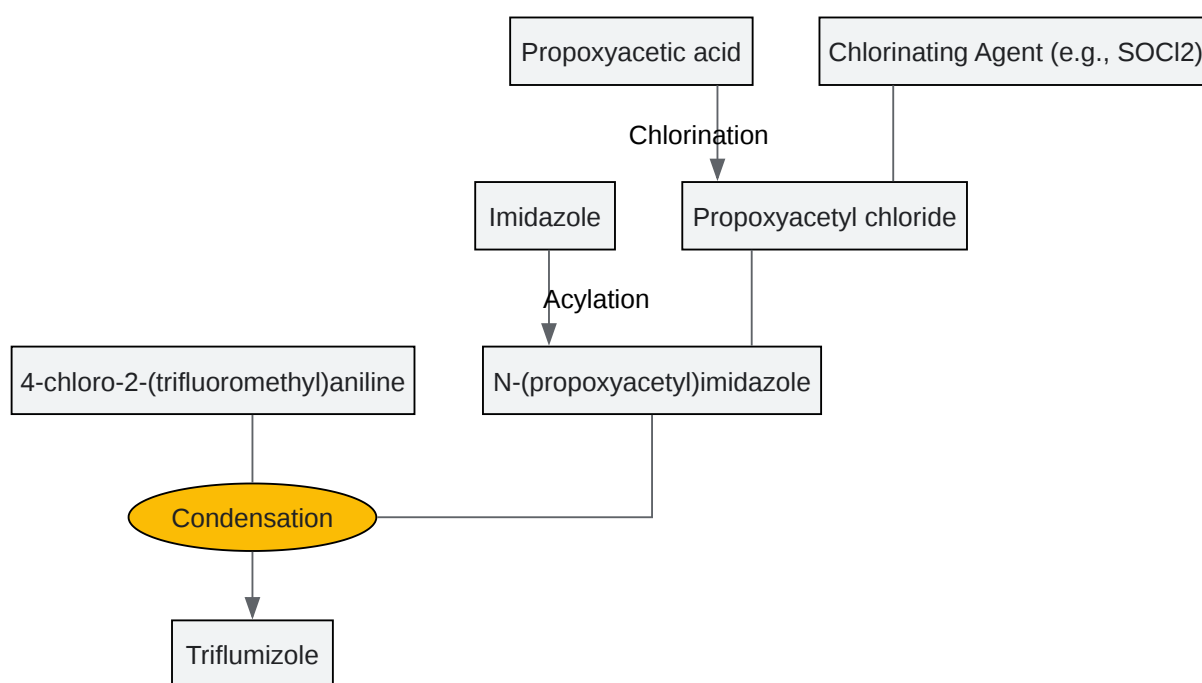 Propoxyacetic acid
Chlorinating Agent (e.g., SOCl2)
Chlorination
Imidazole
Propoxyacetyl chloride
Acylation
4-chloro-2-(trifluoromethyl)aniline
N-(propoxyacetyl)imidazole
Condensation
Triflumizole